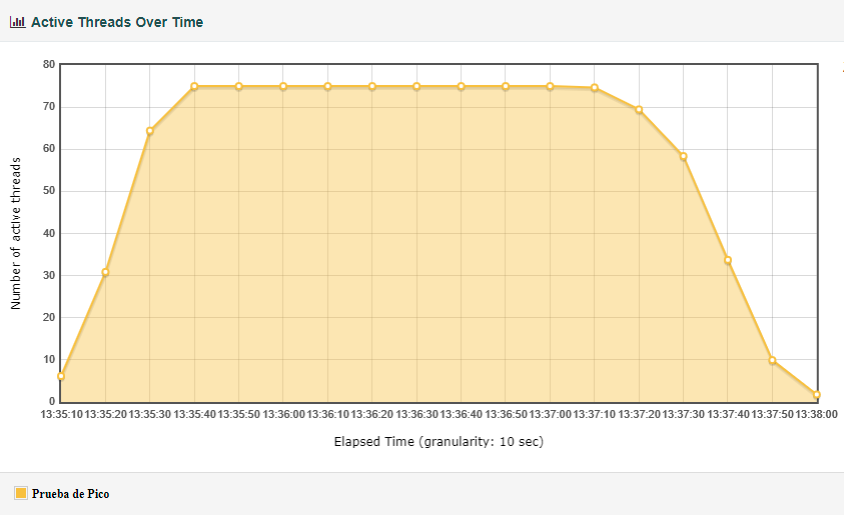 Active Threads Over Time
80
70
60
50
40
30
20
10
0
Number of active threads
13:35:10 13:35:20 13:35:30 13:35:40 13:35:50 13:36:00 13:36:10 13:36:20 13:36:30 13:36:40 13:36:50 13:37:00 13:37:10 13:37:20 13:37:30 13:37:40 13:37:50 13:38:00
Elapsed Time (granularity: 10 sec)
Prueba de Pico